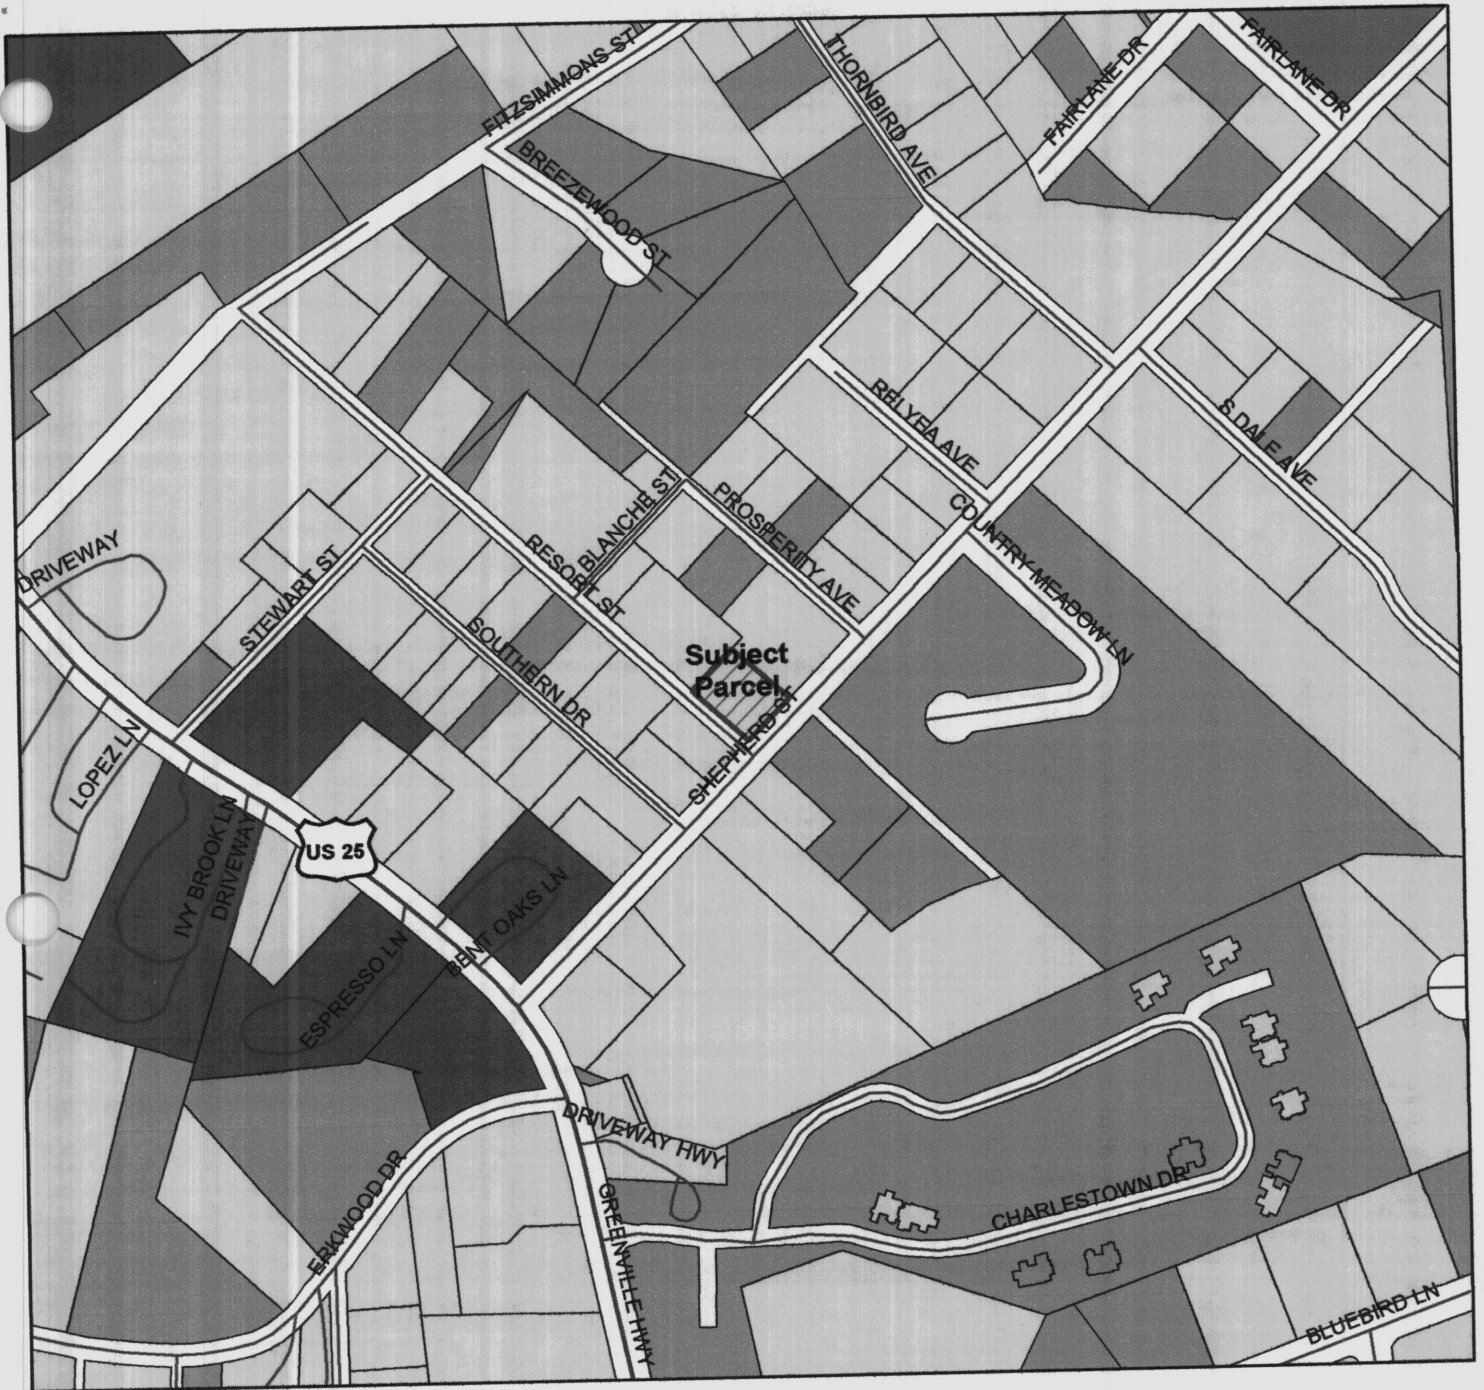 FITZSIMMONS ST
THORNBIRD AVE
FAIRLANE DR
FAIRLANE DR
BREEZEWOOD ST
RELYEA AVE
S DALE AVE
BLANCHE ST
PROSPERITY AVE
COUNTRY MEADOW LN
DRIVEWAY
STEWART ST
RESORT ST
SOUTHERN DR
Subject
Parcel
SHEPHERD ST
LOPEZ LN
IVY BROOK LN
DRIVEWAY
US 25
BENT OAKS LN
ESPRESSO LN
DRIVEWAY HWY
ERKWOOD DR
GREENVILLE HWY
CHARLESTOWN DR
BLUEBIRD LN